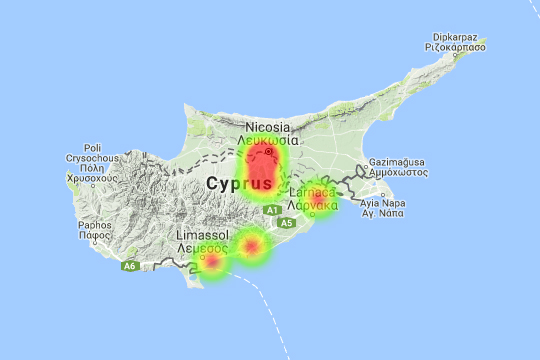 Dipkarpaz
Ριζοκάρπασο
Nicosia
Λευκωσία
Poli
Crysochous
Πόλη
Χρυσοχούς
Gazimağusa
Αμμόχωστος
Cyprus
Larnaca
Λάρνακα
Ayia Napa
Αγ. Νάπα
A1
A5
Paphos
Πάφος
Limassol
Λεμεσός
A6